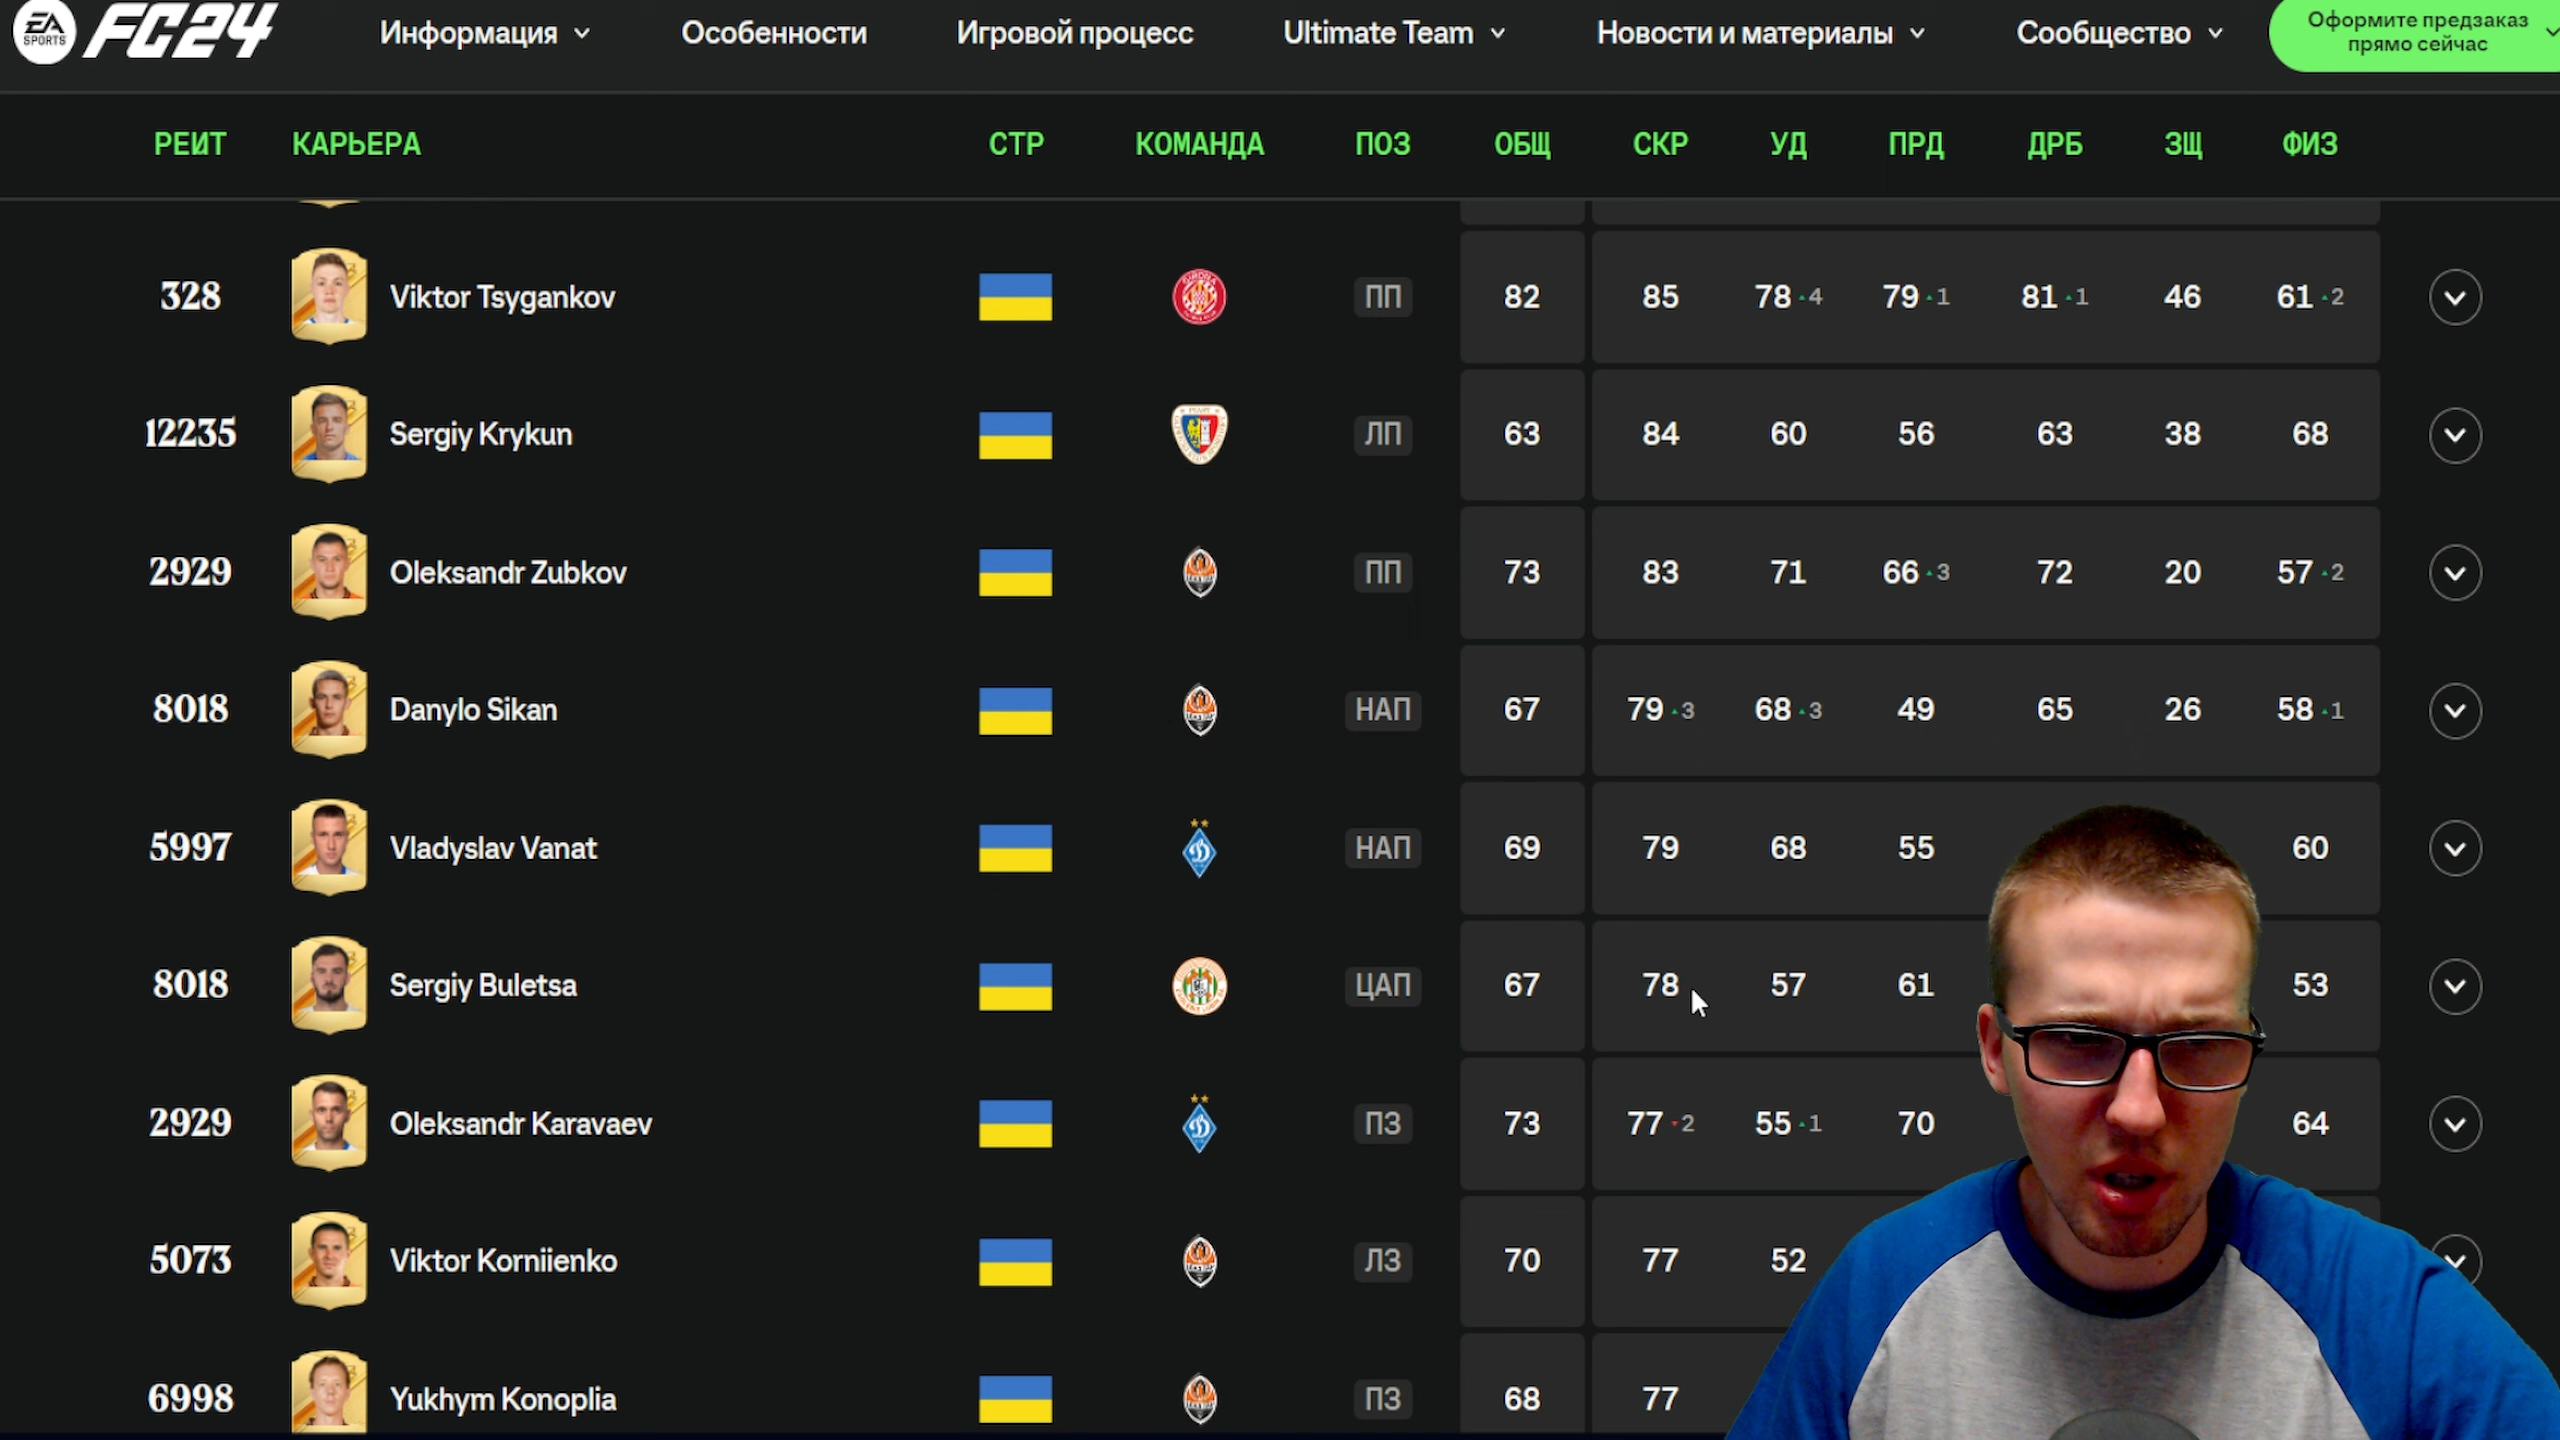 EA SPORTS FC 24 Информация Особенности Игровой процесс Ultimate Team Новости и материалы Сообщество Оформите предзаказ
прямо сейчас
РЕЙТ КАРЬЕРА СТР КОМАНДА ПОЗ ОБЩ СКР УД ПРД ДРБ ЗЩ ФИЗ
328 Viktor Tsygankov ПП 82 85 78 4 79 1 81 1 46 61 2
12235 Sergiy Krykun ЛП 63 84 60 56 63 38 68
2929 Oleksandr Zubkov ПП 73 83 71 66 3 72 20 57 2
8018 Danylo Sikan НАП 67 79 3 68 3 49 65 26 58 1
5997 Vladyslav Vanat НАП 69 79 68 55 60
8018 Sergiy Buletsa ЦАП 67 78 57 61 53
2929 Oleksandr Karavaev ПЗ 73 77 2 55 1 70 64
5073 Viktor Korniienko ЛЗ 70 77 52
6998 Yukhym Konoplia ПЗ 68 77